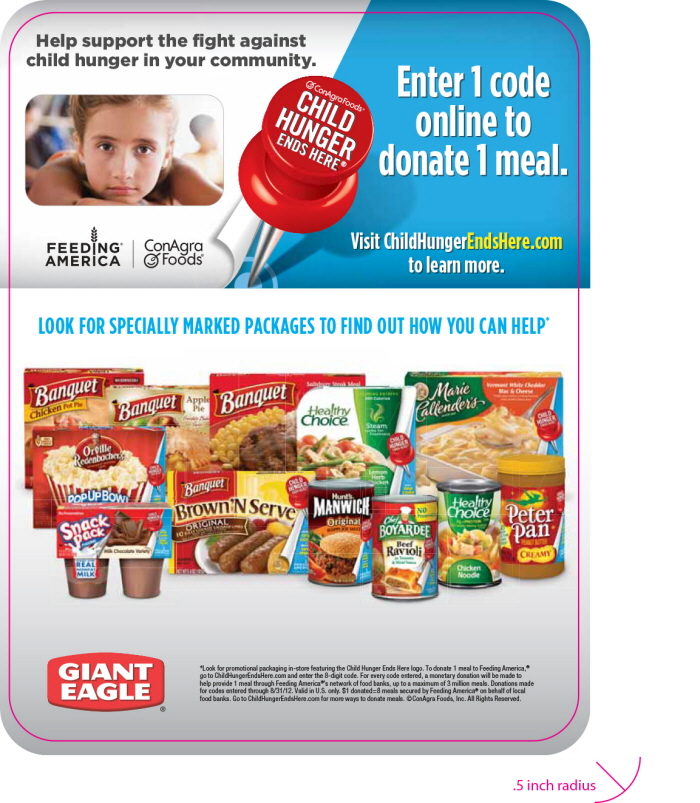 Help support the fight against
child hunger in your community.
ConAgra Foods®
CHILD
HUNGER
ENDS HERE®
Enter 1 code
online to
donate 1 meal.
FEEDING®
AMERICA
ConAgra
Foods®
Visit ChildHungerEndsHere.com
to learn more.
LOOK FOR SPECIALLY MARKED PACKAGES TO FIND OUT HOW YOU CAN HELP*
Banquet
Chicken Pot Pie
Banquet
Apple
Pie
Banquet
Salisbury Steak Meal
Healthy
Choice
Steam
Lemon
Herb
Chicken
Marie
Callender's
Vermont White Cheddar
Mac & Cheese
Orville
Redenbacher's
POP UP BOWL
Snack
Pack
Milk Chocolate Variety
REAL
MILK
Banquet
BROWN'N SERVE
ORIGINAL
Hunt's
MANWICH
Original
Chef
BOYARDEE
NO
Beef
Ravioli
Healthy
Choice
Chicken
Noodle
Peter
Pan
PEANUT BUTTER
CREAMY
GIANT
EAGLE®
*Look for promotional packaging in-store featuring the Child Hunger Ends Here logo. To donate 1 meal to Feeding America,®
go to ChildHungerEndsHere.com and enter the 8-digit code. For every code entered, a monetary donation will be made to
help provide 1 meal through Feeding America®'s network of food banks, up to a maximum of 3 million meals. Donations made
for codes entered through 8/31/12. Valid in U.S. only. $1 donated=8 meals secured by Feeding America® on behalf of local
food banks. Go to ChildHungerEndsHere.com for more ways to donate meals. ©ConAgra Foods, Inc. All Rights Reserved.
.5 inch radius